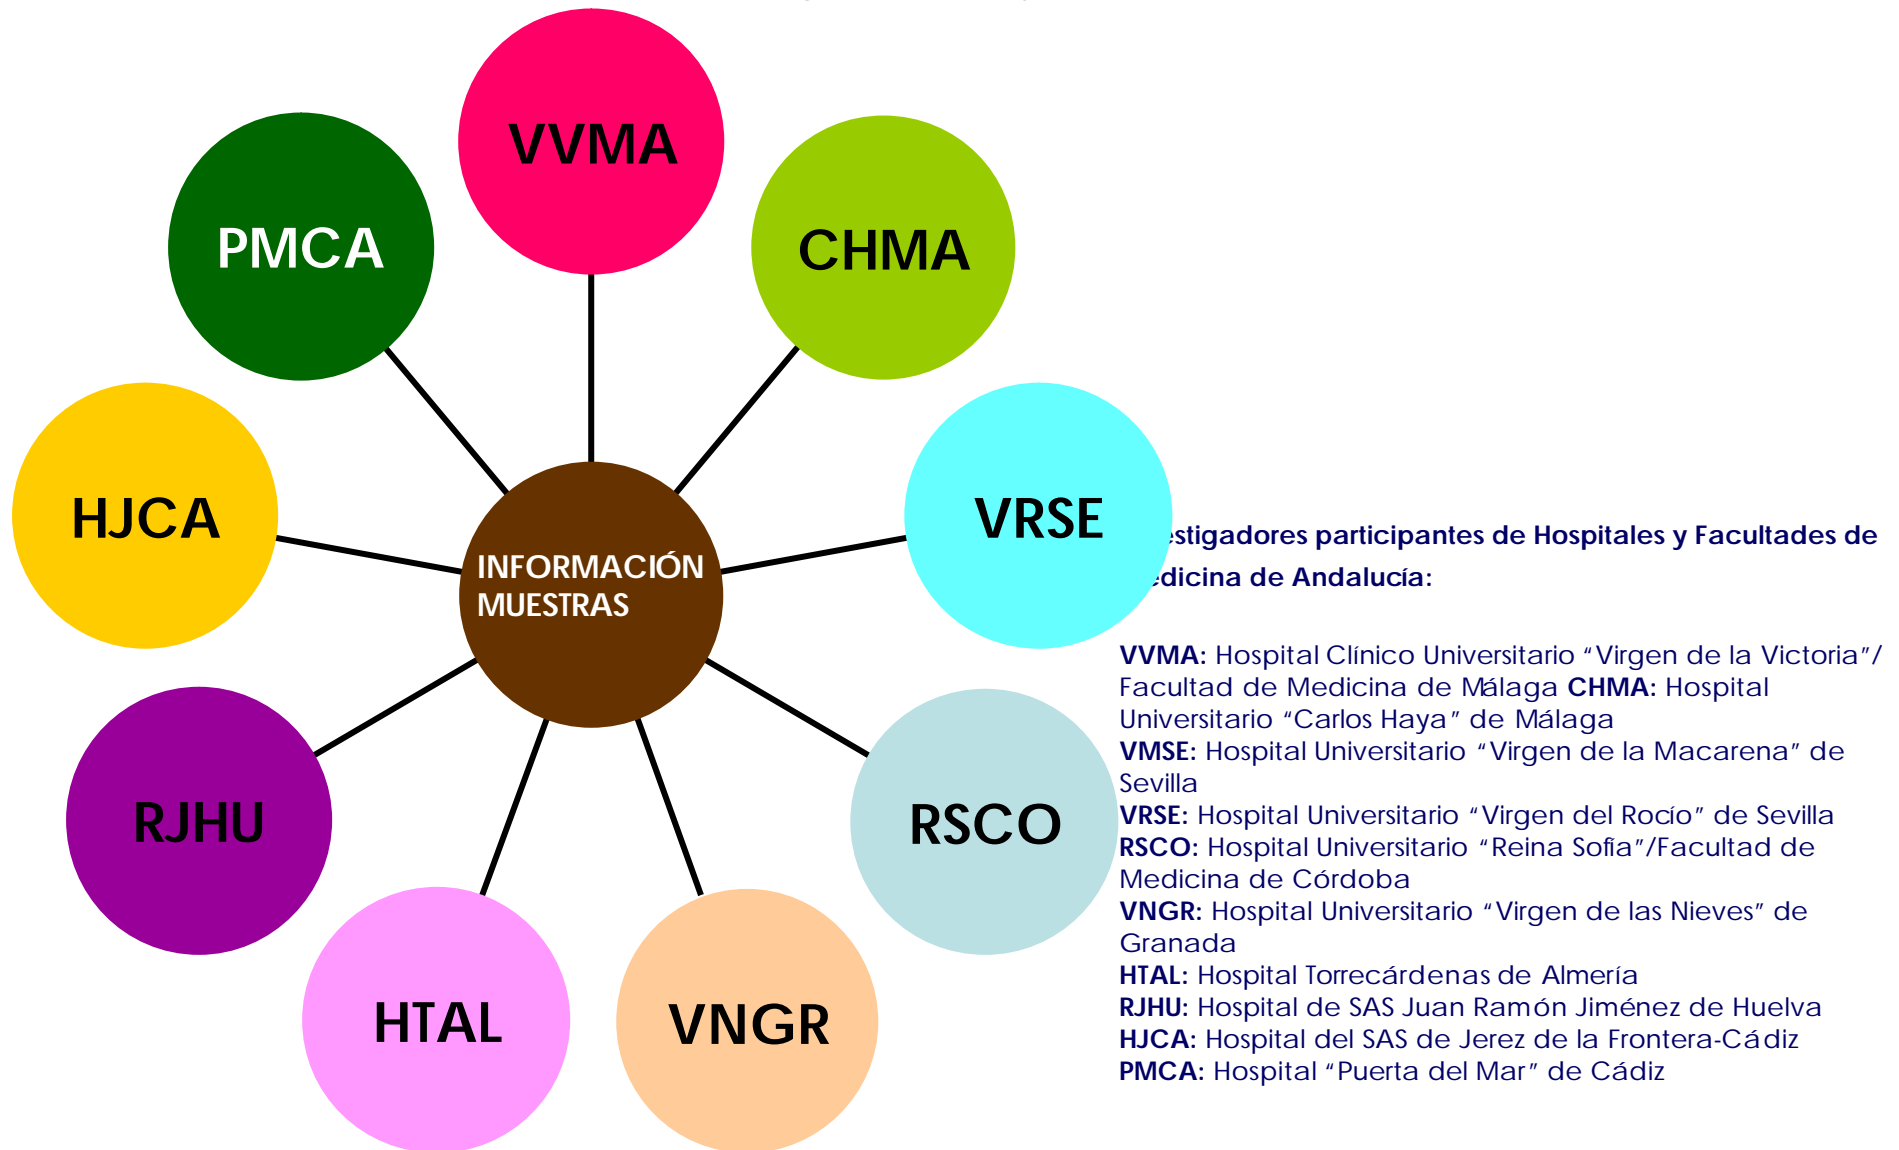 VVMA
PMCA
CHMA
HJCA
VRSE
INFORMACIÓN
MUESTRAS
RJHU
RSCO
HTAL
VNGR
estigadores participantes de Hospitales y Facultades de
edicina de Andalucía:
VVMA: Hospital Clínico Universitario “Virgen de la Victoria”/
Facultad de Medicina de Málaga CHMA: Hospital
Universitario “Carlos Haya” de Málaga
VMSE: Hospital Universitario “Virgen de la Macarena” de
Sevilla
VRSE: Hospital Universitario “Virgen del Rocío” de Sevilla
RSCO: Hospital Universitario “Reina Sofía”/Facultad de
Medicina de Córdoba
VNGR: Hospital Universitario “Virgen de las Nieves” de
Granada
HTAL: Hospital Torrecárdenas de Almería
RJHU: Hospital de SAS Juan Ramón Jiménez de Huelva
HJCA: Hospital del SAS de Jerez de la Frontera-Cádiz
PMCA: Hospital “Puerta del Mar” de Cádiz